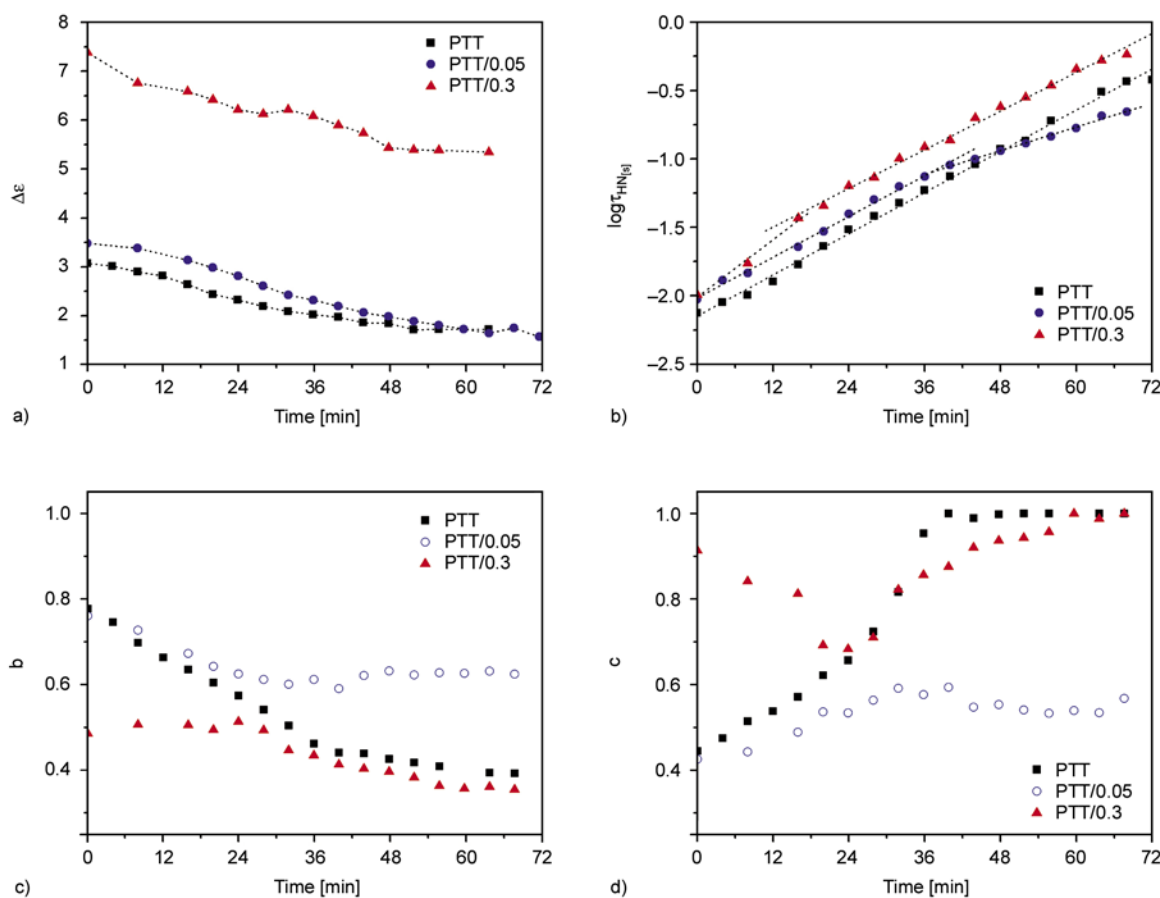 8
7
6
5
4
3
2
1
Δε
PTT
PTT/0.05
PTT/0.3
0 12 24 36 48 60 72
Time [min]
a)
0.0
–0.5
–1.0
–1.5
–2.0
–2.5
logτHN[s]
PTT
PTT/0.05
PTT/0.3
0 12 24 36 48 60 72
Time [min]
b)
1.0
0.8
0.6
0.4
b
PTT
PTT/0.05
PTT/0.3
0 12 24 36 48 60 72
Time [min]
c)
1.0
0.8
0.6
0.4
c
PTT
PTT/0.05
PTT/0.3
0 12 24 36 48 60 72
Time [min]
d)